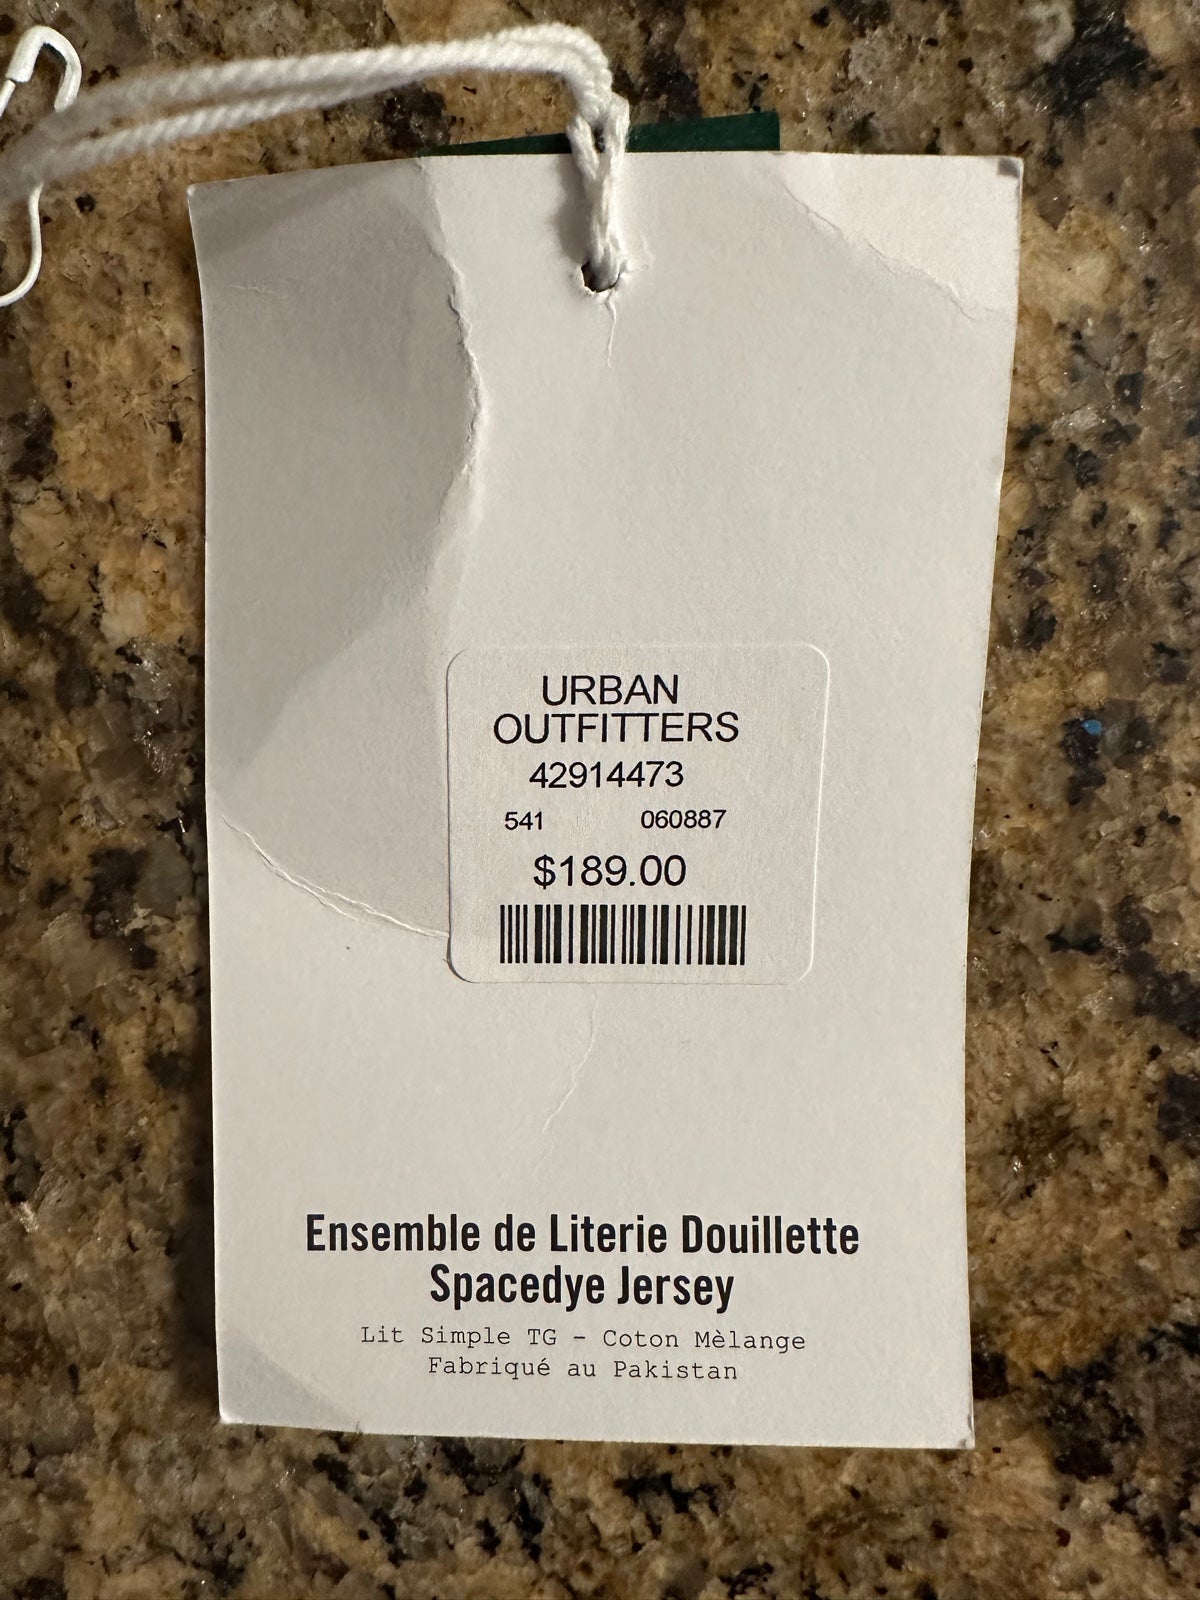 URBAN
OUTFITTERS
42914473
541 060887
$189.00
Ensemble de Literie Douillette
Spacedye Jersey
Lit Simple TG - Coton Mèlange
Fabriqué au Pakistan